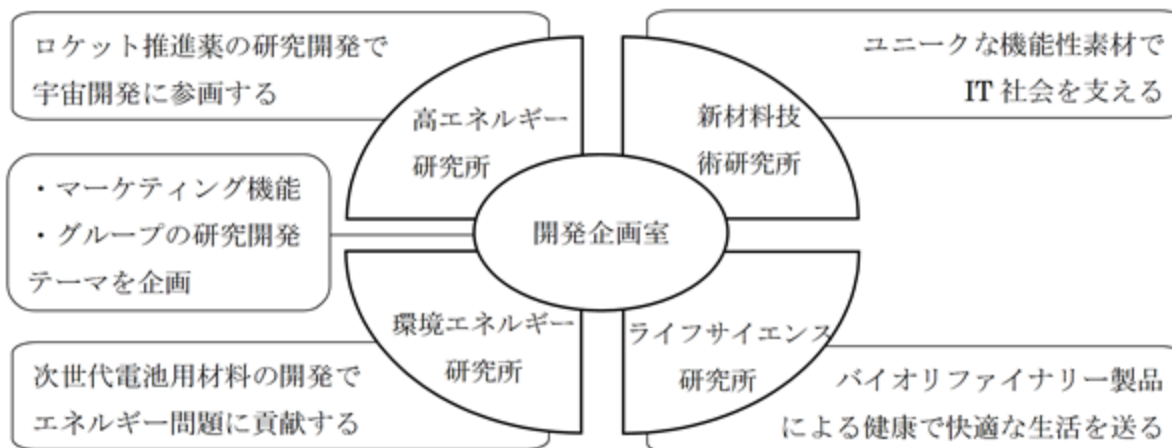 ロケット推進薬の研究開発で
宇宙開発に参画する
ユニークな機能性素材で
IT 社会を支える
高エネルギー
研究所
新材料技
術研究所
・マーケティング機能
・グループの研究開発
テーマを企画
開発企画室
環境エネルギー
研究所
ライフサイエンス
研究所
次世代電池用材料の開発で
エネルギー問題に貢献する
バイオリファイナリー製品
による健康で快適な生活を送る